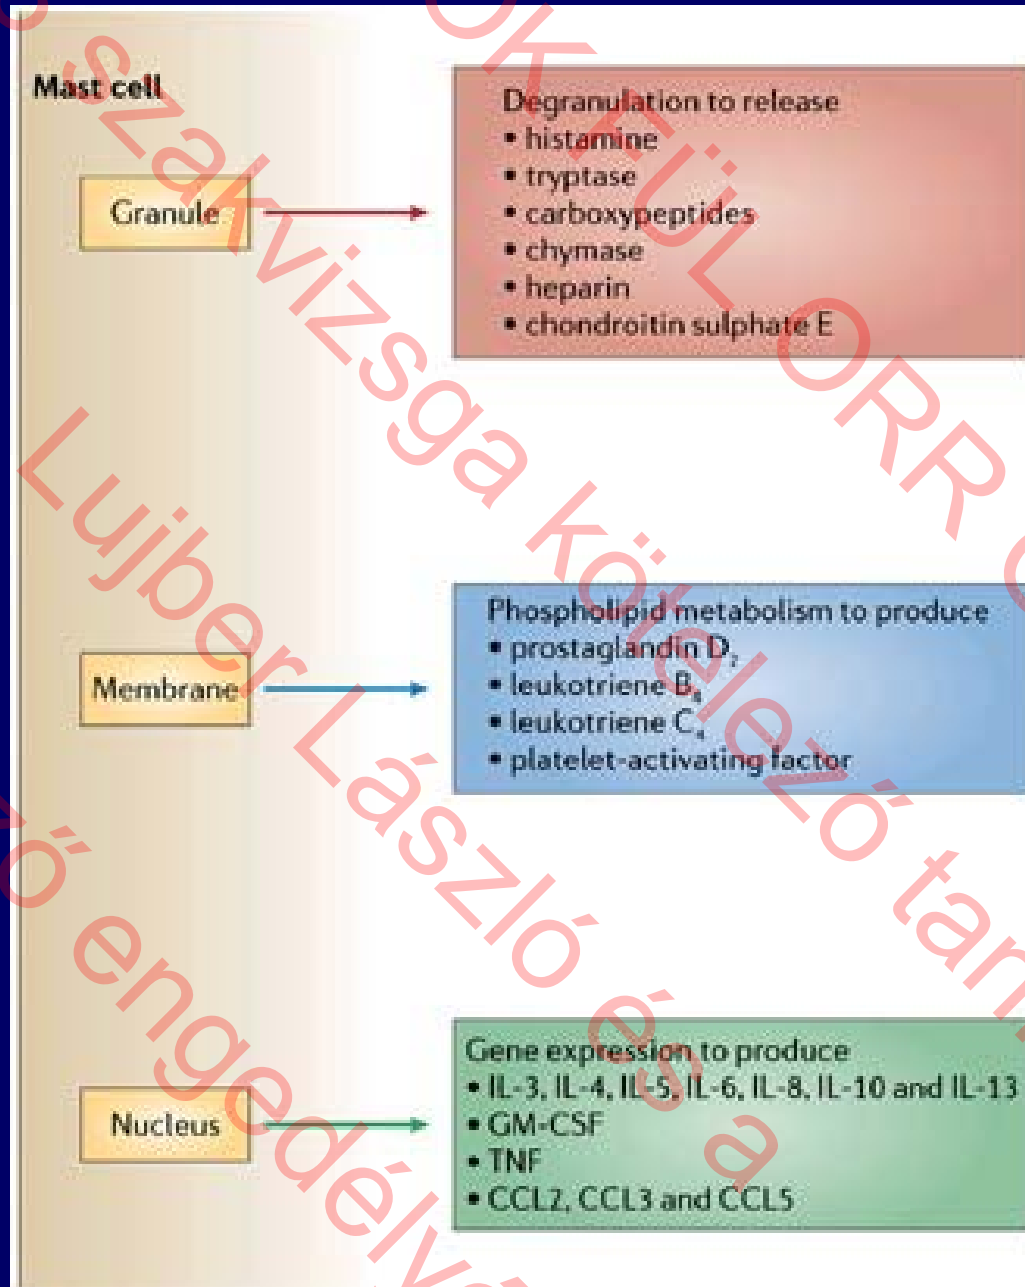 Mast cell
Granule
Degranulation to release
• histamine
• tryptase
• carboxypeptides
• chymase
• heparin
• chondroitin sulphate E
Membrane
Phospholipid metabolism to produce
• prostaglandin D₂
• leukotriene B₄
• leukotriene C₄
• platelet-activating factor
Nucleus
Gene expression to produce
• IL-3, IL-4, IL-5, IL-6, IL-8, IL-10 and IL-13
• GM-CSF
• TNF
• CCL2, CCL3 and CCL5
szakvizsga kötelező
FÜL ORR
Lujber László és a